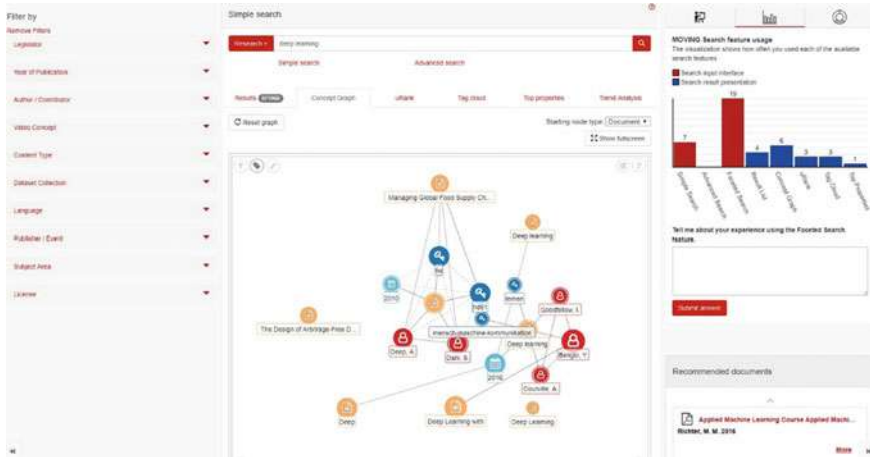 Filter by
Remove Filters
Legislator
Year of Publication
Author / Contributor
Video Concept
Content Type
Dataset Collection
Language
Publisher / Event
Subject Area
License
Simple search
Research
deep learning
Simple search
Advanced search
Results
Concept Graph
uRank
Tag cloud
Top properties
Trend Analysis
Reset graph
Starting node type: Document
Show fullscreen
Managing Global Food Supply Ch...
Deep learning
2010
The Design of Arbitrage-Free D...
Deep, A.
Dani, S.
mensch-maschine-kommunikation
lernen
Goodfellow, I.
Deep learning
Bengio, Y.
2016
Courville, A.
Deep
Deep Learning with
Deep Learning
MOVING Search feature usage
The visualization shows how often you used each of the available
search features
Search input interface
Search result presentation
7
19
4
6
3
3
1
Simple Search
Advanced Search
Faceted Search
Result List
Concept Graph
uRank
Tag Cloud
Top Properties
Tell me about your experience using the Faceted Search
feature.
Submit answer
Recommended documents
Applied Machine Learning Course Applied Machi...
Richter, M. M. 2016
More